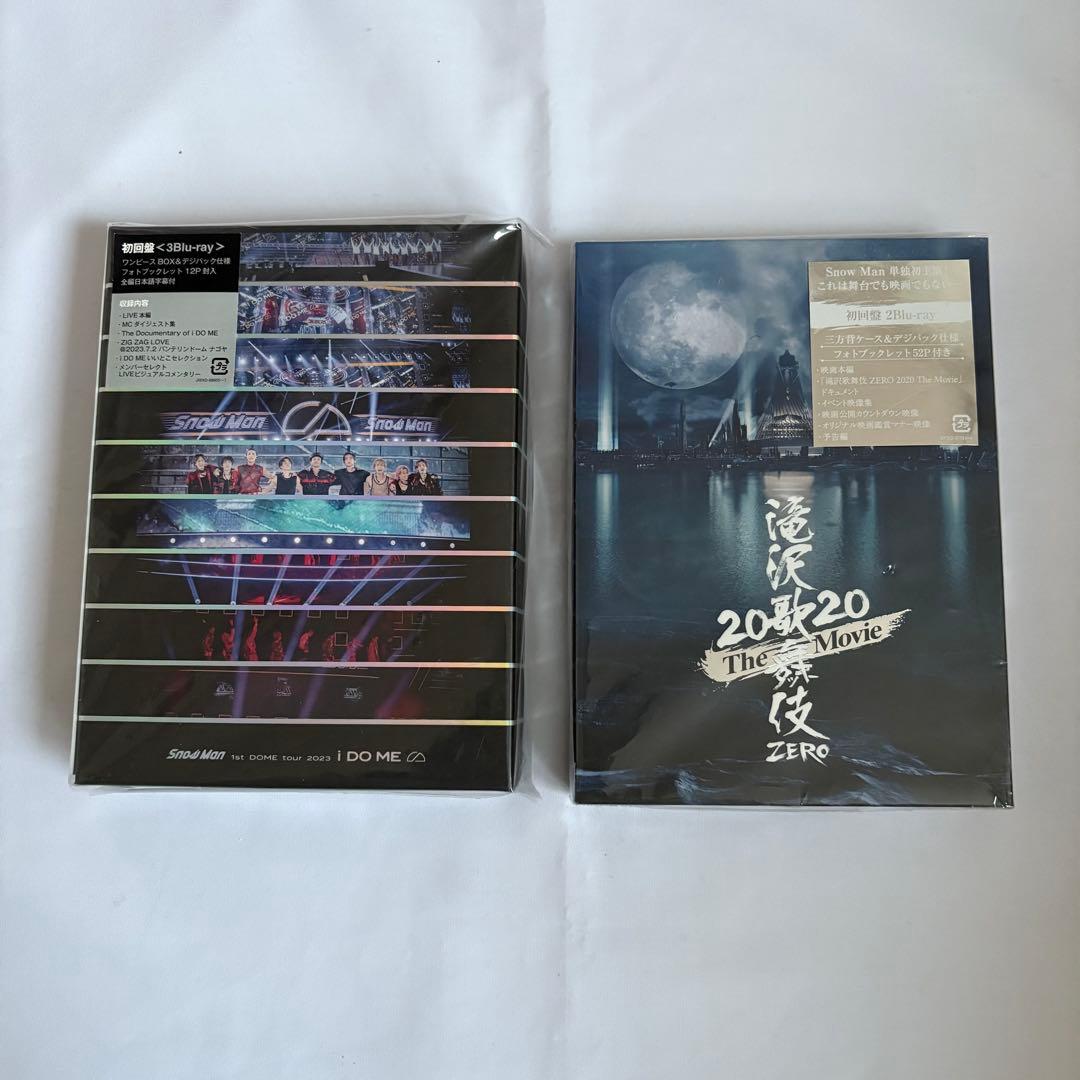 初回盤<3Blu-ray>
ワンピースBOX&デジパック仕様
フォトブックレット 12P 封入
全編日本語字幕付
収録内容
・LIVE本編
・MCダイジェスト集
・The Documentary of i DO ME
・ZIG ZAG LOVE
@2023.7.2 バンテリンドーム ナゴヤ
・i DO ME いいとこセレクション
・メンバーセレクト
LIVEビジュアルコメンタリー
Snow Man
Snow Man
Snow Man 1st DOME tour 2023 i DO ME
Snow Man 単独初主演!
これは舞台でも映画でもない―
初回盤 2Blu-ray
三方背ケース&デジパック仕様
フォトブックレット52P付き
・映画本編
・「滝沢歌舞伎 ZERO 2020 The Movie」
ドキュメント
・イベント映像集
・映画公開カウントダウン映像
・オリジナル映画鑑賞マナー映像
・予告編
滝沢歌舞伎
2020
The Movie
ZERO